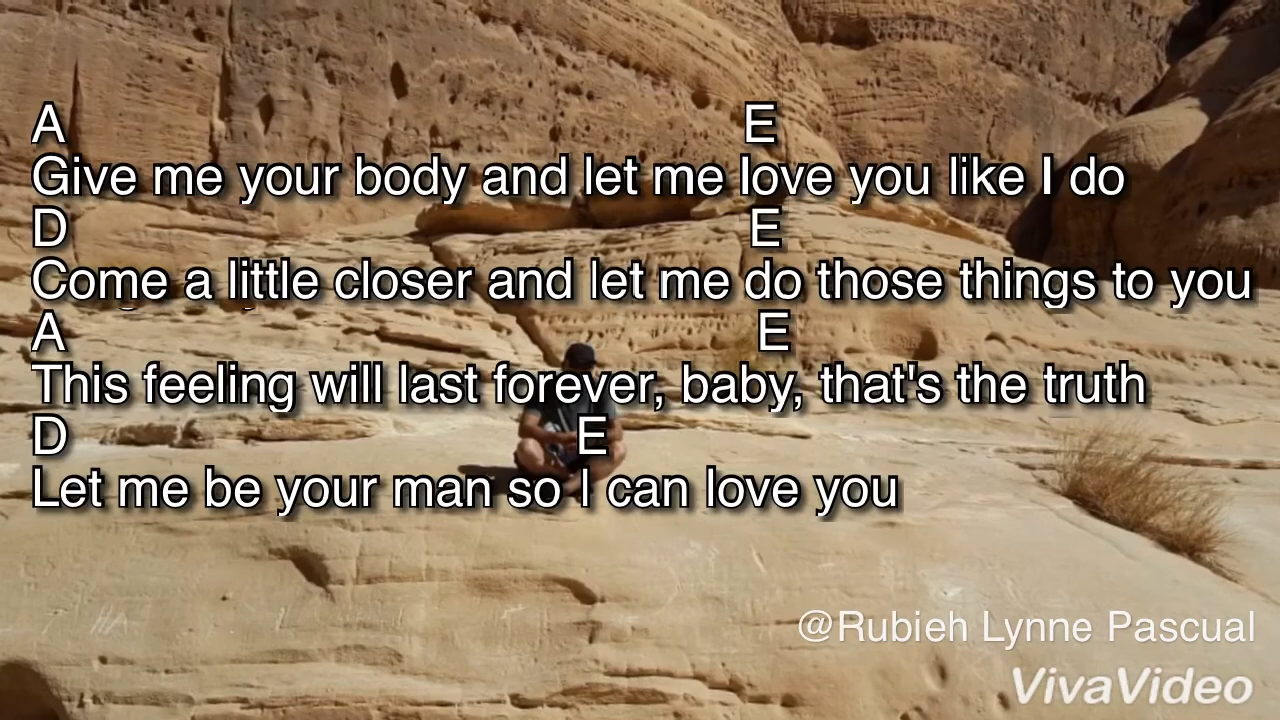 A E
Give me your body and let me love you like I do
D E
Come a little closer and let me do those things to you
A E
This feeling will last forever, baby, that's the truth
D E
Let me be your man so I can love you
@Rubieh Lynne Pascual
VivaVideo